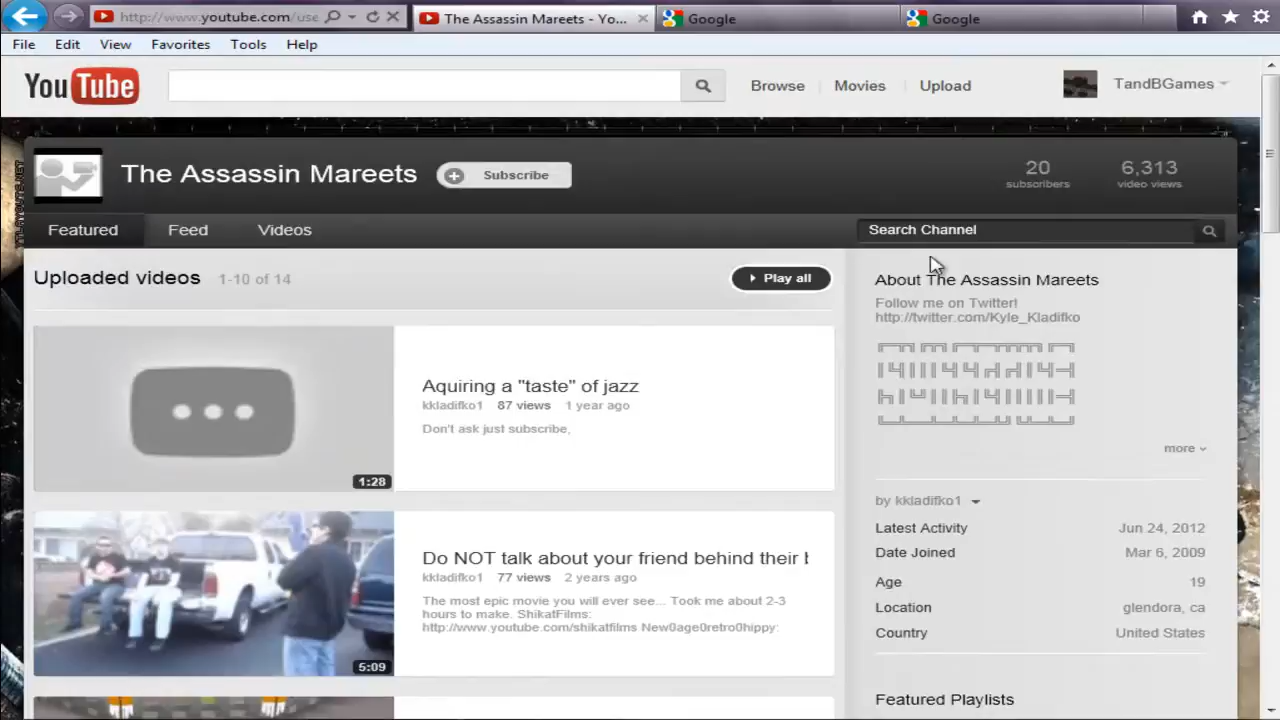 http://www.youtube.com/use
The Assassin Mareets - Yo...
Google
Google
File Edit View Favorites Tools Help
YouTube
Browse Movies Upload
TandBGames
The Assassin Mareets
Subscribe
20
subscribers
6,313
video views
Featured Feed Videos
Search Channel
Uploaded videos 1-10 of 14
Play all
1:28
Aquiring a "taste" of jazz
kkladifko1 87 views 1 year ago
Don't ask just subscribe,
5:09
Do NOT talk about your friend behind their
kkladifko1 77 views 2 years ago
The most epic movie you will ever see... Took me about 2-3
hours to make. ShikatFilms:
http://www.youtube.com/shikatfilms New0age0retro0hippy:
About The Assassin Mareets
Follow me on Twitter!
http://twitter.com/Kyle_Kladifko
more
by kkladifko1
Latest Activity Jun 24, 2012
Date Joined Mar 6, 2009
Age 19
Location glendora, ca
Country United States
Featured Playlists